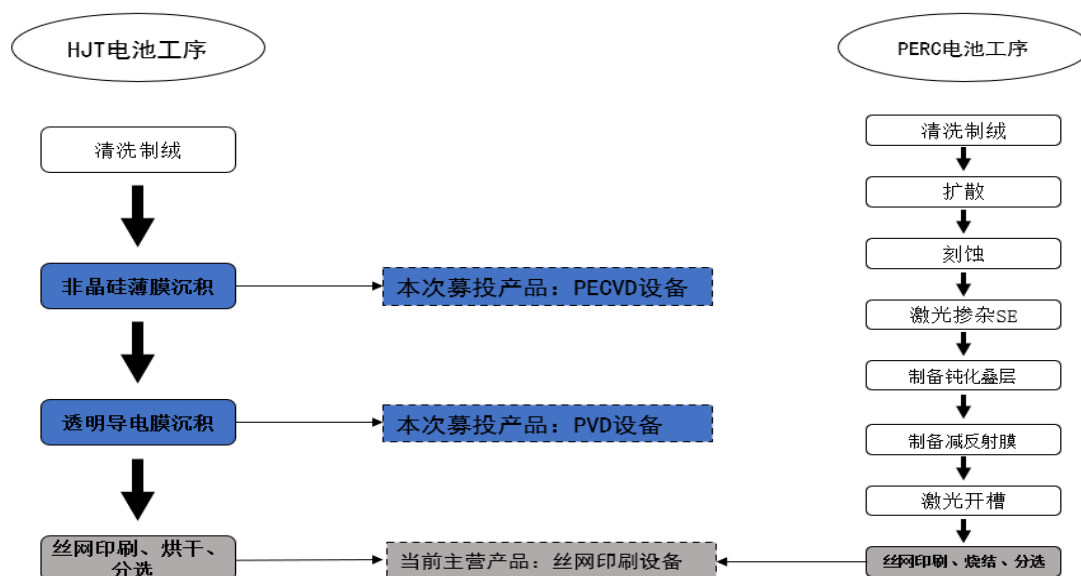 HJT电池工序
清洗制绒
非晶硅薄膜沉积
本次募投产品：PECVD设备
透明导电膜沉积
本次募投产品：PVD设备
丝网印刷、烘干、
分选
当前主营产品：丝网印刷设备
PERC电池工序
清洗制绒
扩散
刻蚀
激光掺杂SE
制备钝化叠层
制备减反射膜
激光开槽
丝网印刷、烧结、分选